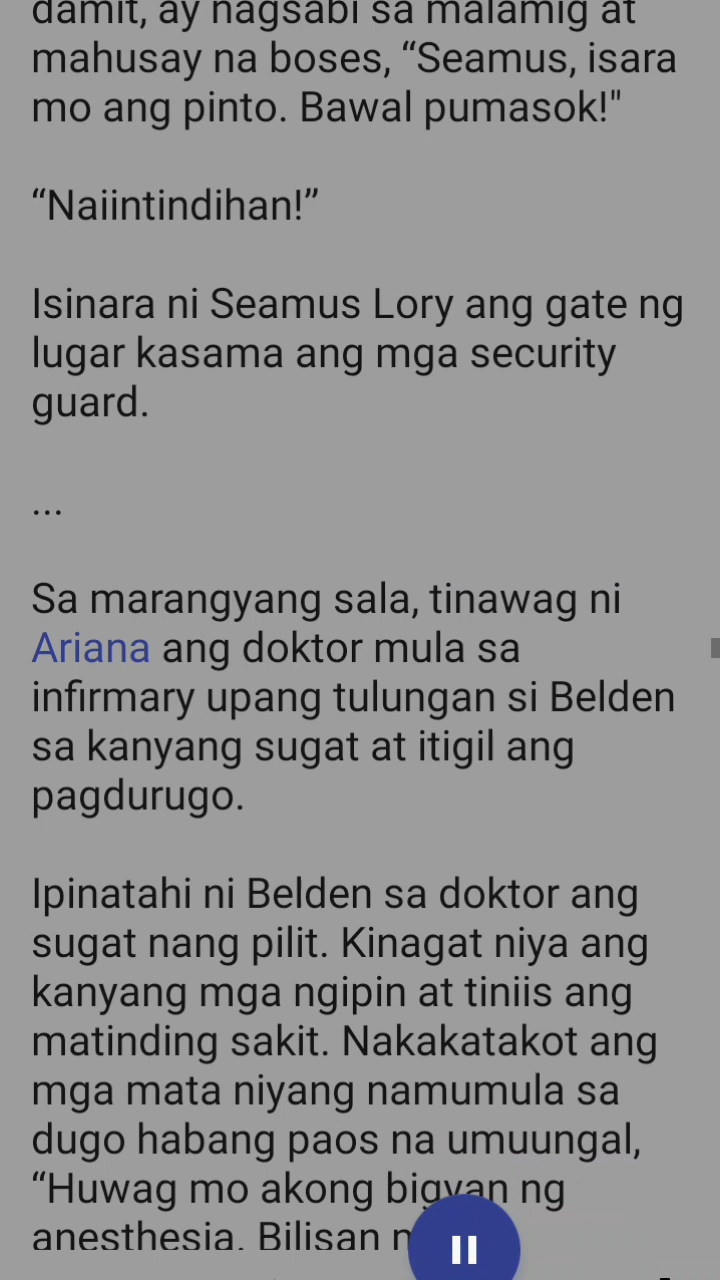 damit, ay nagsabi sa malamig at
mahusay na boses, “Seamus, isara
mo ang pinto. Bawal pumasok!"
“Naiintindihan!”
Isinara ni Seamus Lory ang gate ng
lugar kasama ang mga security
guard.
...
Sa marangyang sala, tinawag ni
Ariana ang doktor mula sa
infirmary upang tulungan si Belden
sa kanyang sugat at itigil ang
pagdurugo.
Ipinatahi ni Belden sa doktor ang
sugat nang pilit. Kinagat niya ang
kanyang mga ngipin at tiniis ang
matinding sakit. Nakakatakot ang
mga mata niyang namumula sa
dugo habang paos na umuungal,
“Huwag mo akong bigyan ng
anesthesia. Bilisan